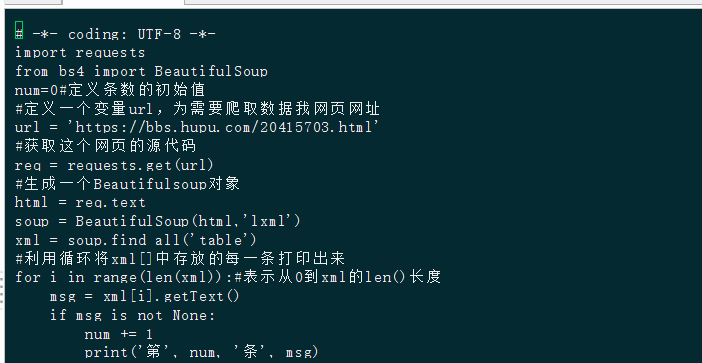 # -*- coding: UTF-8 -*-
import requests
from bs4 import BeautifulSoup
num=0#定义条数的初始值
#定义一个变量url，为需要爬取数据我网页网址
url = 'https://bbs.hupu.com/20415703.html'
#获取这个网页的源代码
req = requests.get(url)
#生成一个Beautifulsoup对象
html = req.text
soup = BeautifulSoup(html,'lxml')
xml = soup.find_all('table')
#利用循环将xml[]中存放的每一条打印出来
for i in range(len(xml)):#表示从0到xml的len()长度
    msg = xml[i].getText()
    if msg is not None:
        num += 1
        print('第', num, '条', msg)